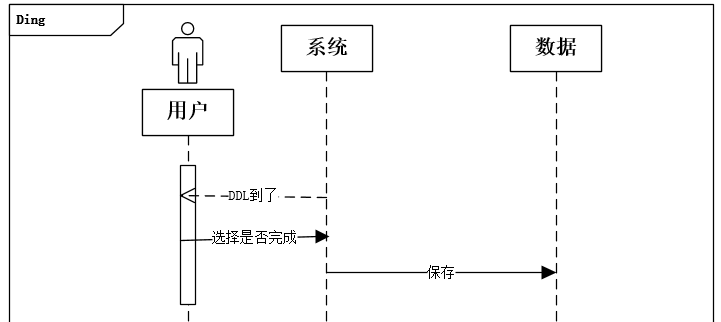 Ding
系统
数据
用户
DDL到了
选择是否完成
保存